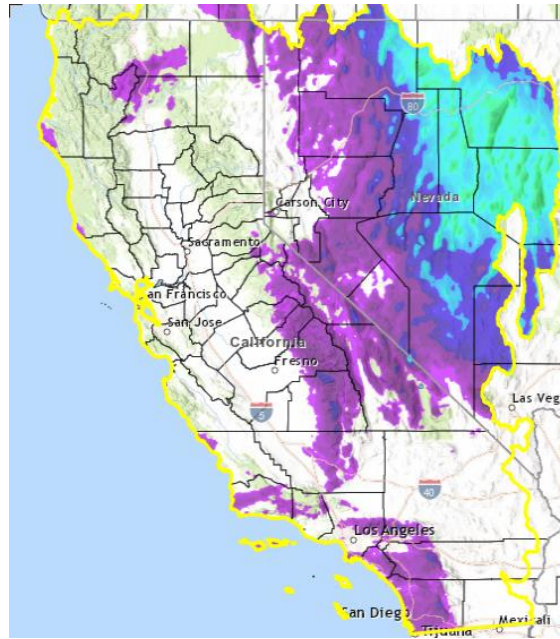 80
Nevada
Carson City
Sacramento
an Francisco
San Jose
California
Fresno
5
Las Veg
40
Los Angeles
San Diego
Tijuana
Mexicali